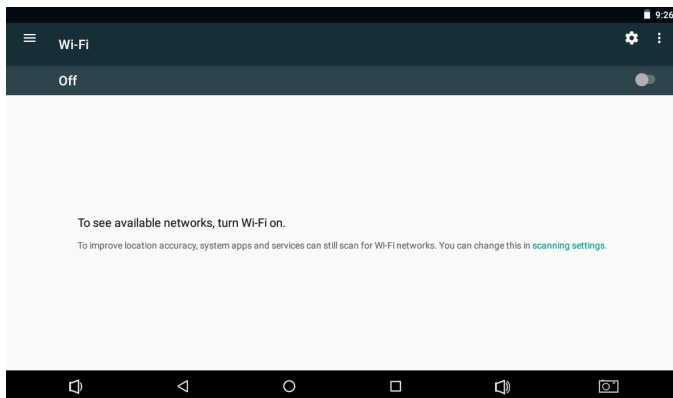 9:26
Wi-Fi
Off
To see available networks, turn Wi-Fi on.
To improve location accuracy, system apps and services can still scan for Wi-Fi networks. You can change this in scanning settings.